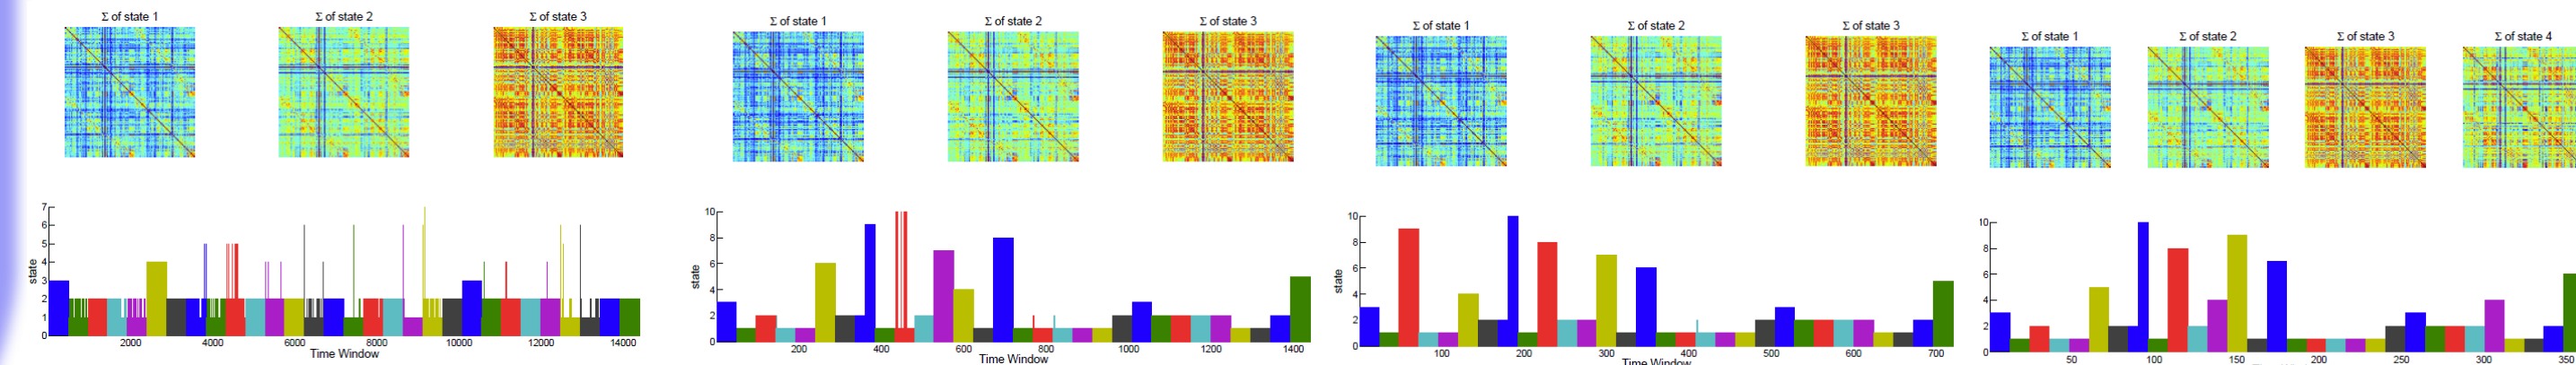 Σ of state 1
Σ of state 2
Σ of state 3
7
6
5
4
3
2
1
0
state
2000
4000
6000
8000
10000
12000
14000
Time Window
Σ of state 1
Σ of state 2
Σ of state 3
10
8
6
4
2
0
state
200
400
600
800
1000
1200
1400
Time Window
Σ of state 1
Σ of state 2
Σ of state 3
10
8
6
4
2
0
state
100
200
300
400
500
600
700
Time Window
Σ of state 1
Σ of state 2
Σ of state 3
Σ of state 4
10
8
6
4
2
0
50
100
150
200
250
300
350